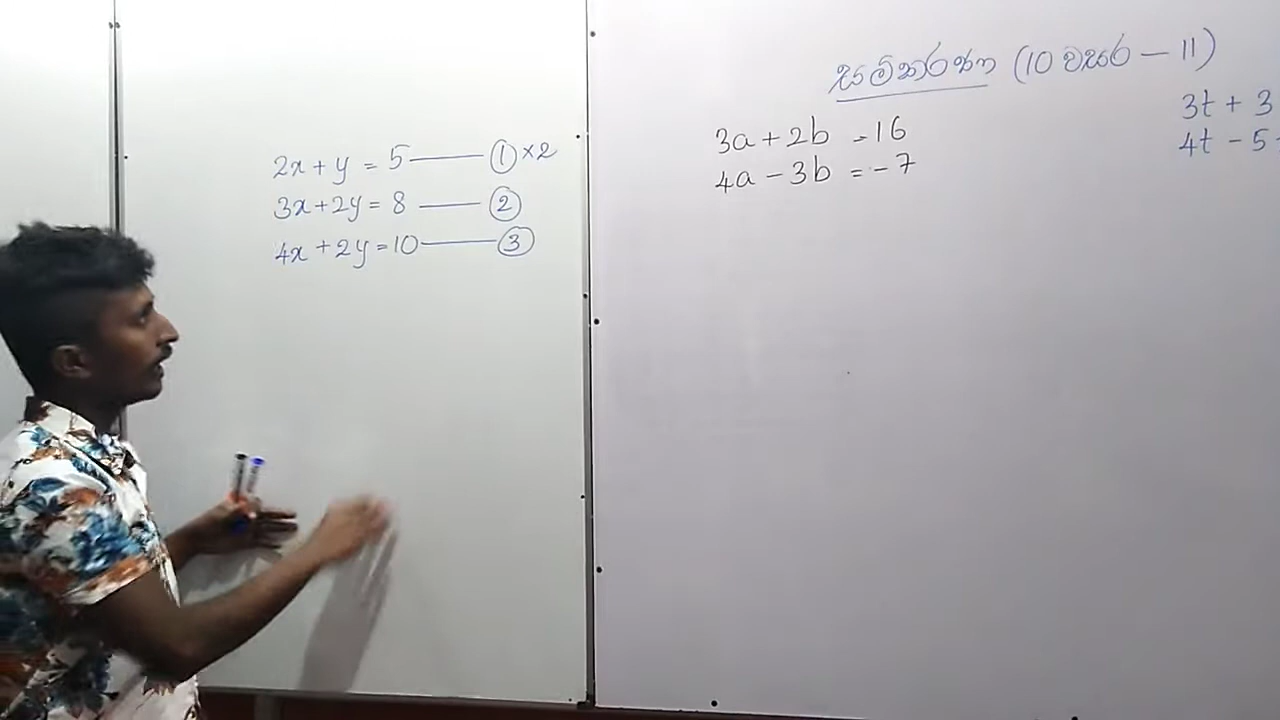 2x + y = 5 —— ① ×2
3x + 2y = 8 —— ②
4x + 2y = 10 —— ③
සමීකරණ (10 වසර – 11)
3a + 2b = 16
4a – 3b = – 7
3t + 3
4t – 5